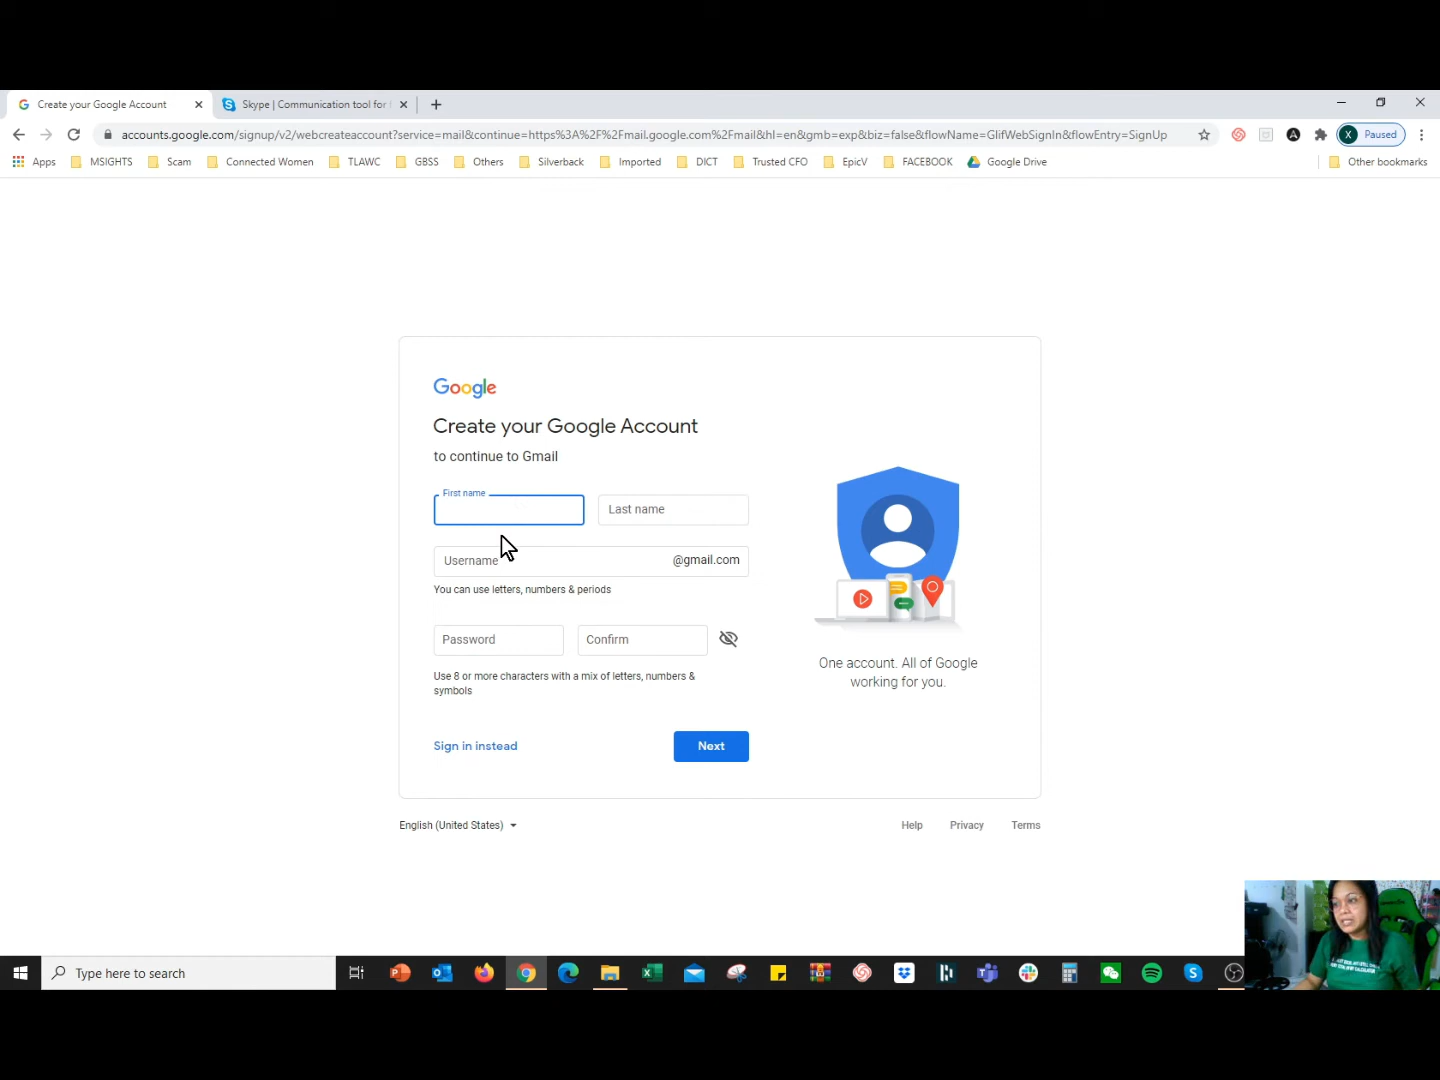 Create your Google Account
Skype | Communication tool for
accounts.google.com/signup/v2/webcreateaccount?service=mail&continue=https%3A%2F%2Fmail.google.com%2Fmail&hl=en&gmb=exp&biz=false&flowName=GlifWebSignIn&flowEntry=SignUp
X Paused
Apps MSIGHTS Scam Connected Women TLAWC GBSS Others Silverback Imported DICT Trusted CFO EpicV FACEBOOK Google Drive Other bookmarks
Google
Create your Google Account
to continue to Gmail
First name
Last name
Username @gmail.com
You can use letters, numbers & periods
Password Confirm
Use 8 or more characters with a mix of letters, numbers &
symbols
One account. All of Google
working for you.
Sign in instead Next
English (United States) Help Privacy Terms
Type here to search